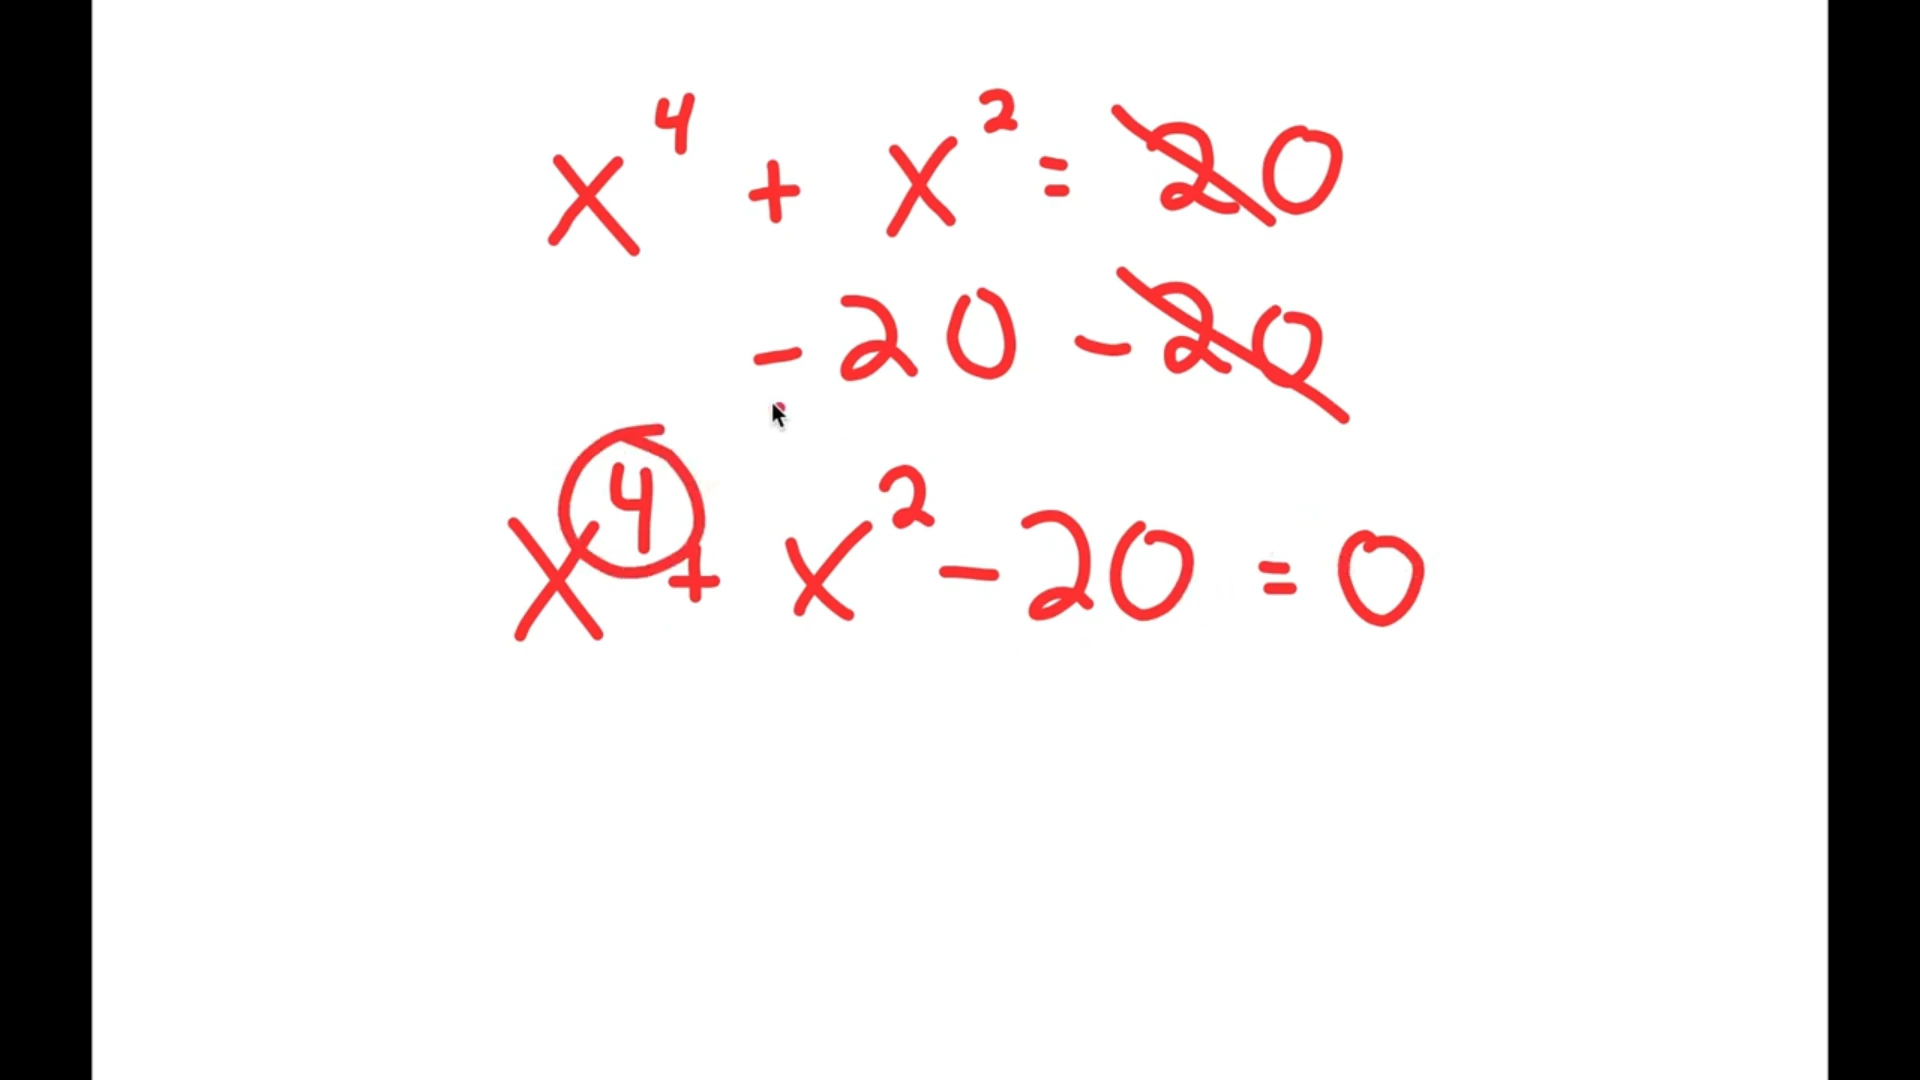 x⁴ + x² = 20
- 20 - 20
x⁴ + x² - 20 = 0